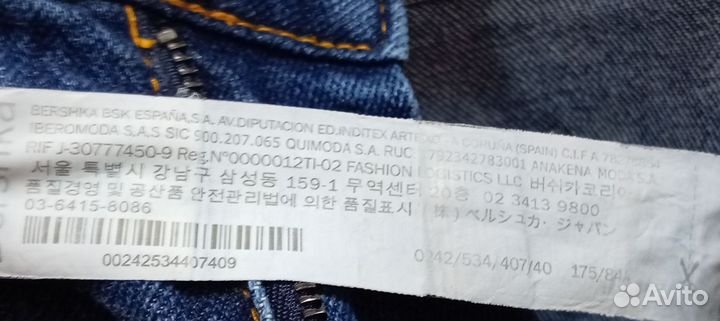 BERSHKA BSK ESPAÑA,S.A. AV.DIPUTACION ED.INDITEX CORUÑA (SPAIN) C.I.F A
IBEROMODA S.A.S SIC 900.207.065 QUIMODA S.A. RUC 1792342783001 ANAKENA MODA S.A.
RIF J-30777450-9 Reg.N°0000012TI-02 FASHION LOGISTICS LLC 버쉬카코리아
서울 특별시 강남구 삼성동 159-1 무역센터 20층 02 3413 9800
품질경영 및 공산품 안전관리법에 의한 품질표시 (株) ベルシュカ・ジャパン
03-6415-8086
00242534407409
0242/534/407/40 175/84A
Avito